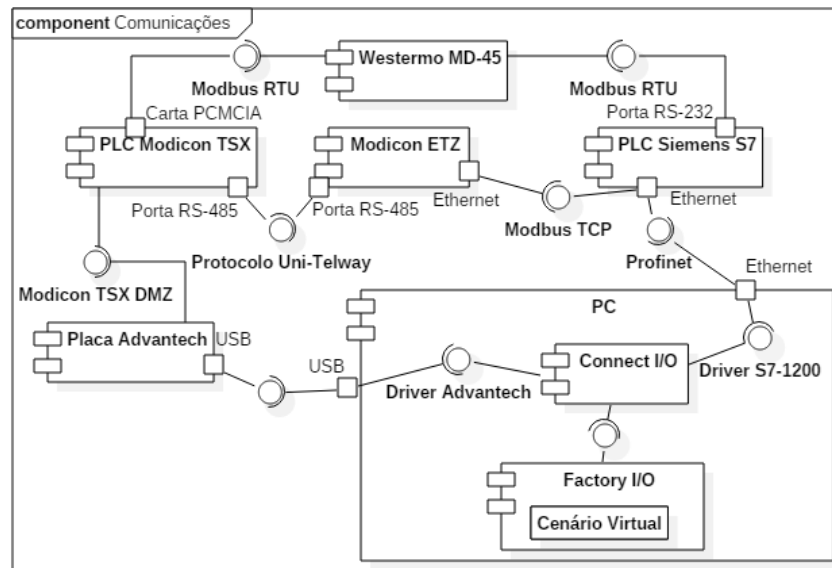 component Comunicações
Westermo MD-45
Modbus RTU
Modbus RTU
Carta PCMCIA
Porta RS-232
PLC Modicon TSX
Modicon ETZ
PLC Siemens S7
Porta RS-485
Porta RS-485
Ethernet
Ethernet
Modbus TCP
Protocolo Uni-Telway
Profinet
Ethernet
Modicon TSX DMZ
PC
Placa Advantech
USB
USB
Driver Advantech
Connect I/O
Driver S7-1200
Factory I/O
Cenário Virtual